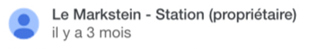 Le Markstein - Station (propriétaire)
il y a 3 mois